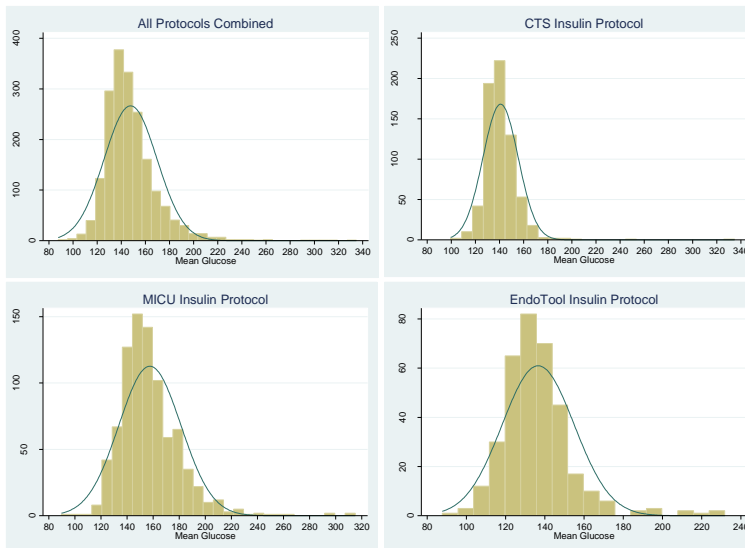 All Protocols Combined
400
300
200
100
0
80 100 120 140 160 180 200 220 240 260 280 300 320 340
Mean Glucose
CTS Insulin Protocol
250
200
150
100
50
0
80 100 120 140 160 180 200 220 240 260 280 300 320 340
Mean Glucose
MICU Insulin Protocol
150
100
50
0
80 100 120 140 160 180 200 220 240 260 280 300 320
Mean Glucose
EndoTool Insulin Protocol
80
60
40
20
0
80 100 120 140 160 180 200 220 240
Mean Glucose